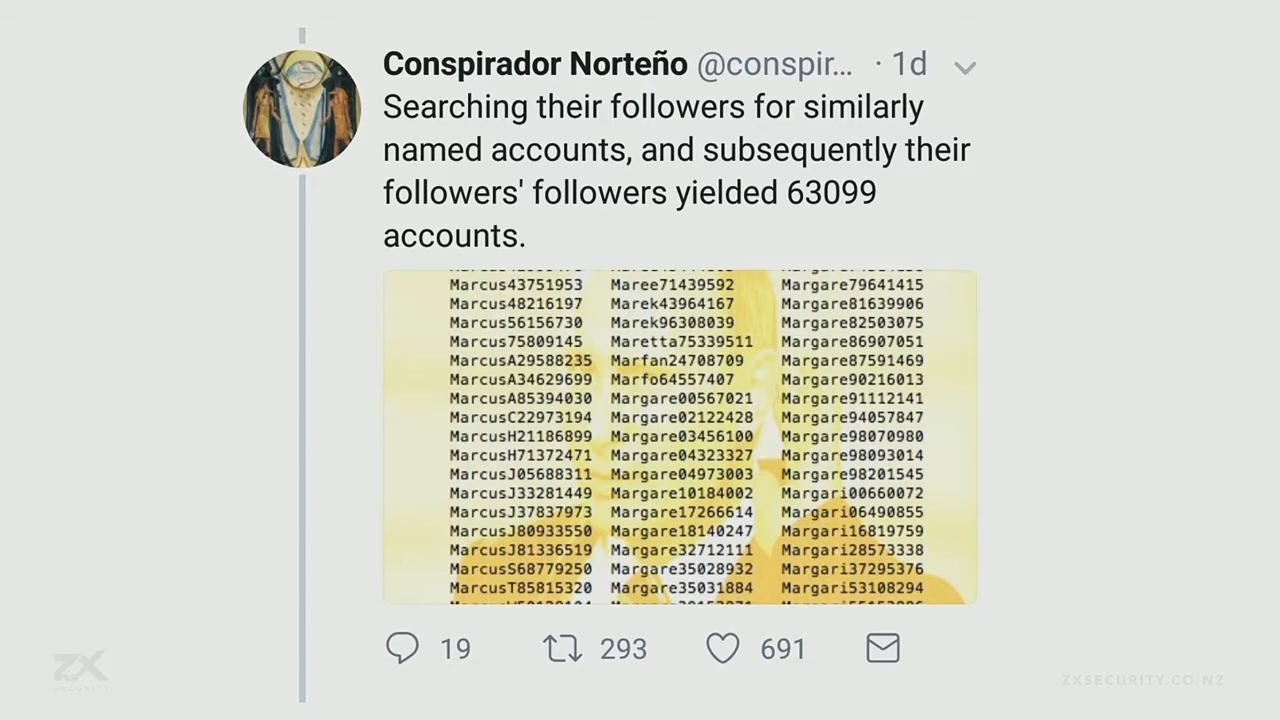 Conspirador Norteño @conspir... · 1d
Searching their followers for similarly
named accounts, and subsequently their
followers' followers yielded 63099
accounts.
Marcus43751953 Maree71439592 Margare79641415
Marcus48216197 Marek43964167 Margare81639906
Marcus56156730 Marek96308039 Margare82503075
Marcus75809145 Maretta75339511 Margare86907051
MarcusA29588235 Marfan24708709 Margare87591469
MarcusA34629699 Marfo64557407 Margare90216013
MarcusA85394030 Margare00567021 Margare91112141
MarcusC22973194 Margare02122428 Margare94057847
MarcusH21186899 Margare03456100 Margare98070980
MarcusH71372471 Margare04323327 Margare98093014
MarcusJ05688311 Margare04973003 Margare98201545
MarcusJ33281449 Margare10184002 Margari00660072
MarcusJ37837973 Margare17266614 Margari06490855
MarcusJ80933550 Margare18140247 Margari16819759
MarcusJ81336519 Margare32712111 Margari28573338
MarcusS68779250 Margare35028932 Margari37295376
MarcusT85815320 Margare35031884 Margari53108294
19 293 691
ZX
SECURITY
ZXSECURITY.CO.NZ